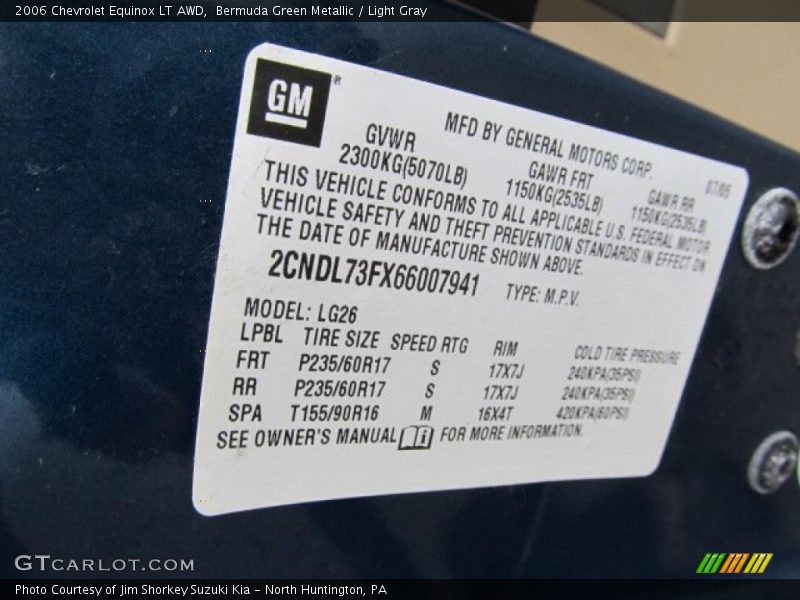 2006 Chevrolet Equinox LT AWD,  Bermuda Green Metallic / Light Gray
GM ®
MFD BY GENERAL MOTORS CORP.
07/05
GVWR
2300KG(5070LB)
GAWR FRT
1150KG(2535LB)
GAWR RR
1150KG(2535LB)
THIS VEHICLE CONFORMS TO ALL APPLICABLE U.S. FEDERAL MOTOR
VEHICLE SAFETY AND THEFT PREVENTION STANDARDS IN EFFECT ON
THE DATE OF MANUFACTURE SHOWN ABOVE.
2CNDL73FX66007941 TYPE: M.P.V.
MODEL: LG26
LPBL TIRE SIZE SPEED RTG RIM COLD TIRE PRESSURE
FRT P235/60R17 S 17X7J 240KPA(35PSI)
RR P235/60R17 S 17X7J 240KPA(35PSI)
SPA T155/90R16 M 16X4T 420KPA(60PSI)
SEE OWNER'S MANUAL i FOR MORE INFORMATION.
GTCARLOT.COM
Photo Courtesy of Jim Shorkey Suzuki Kia - North Huntington, PA